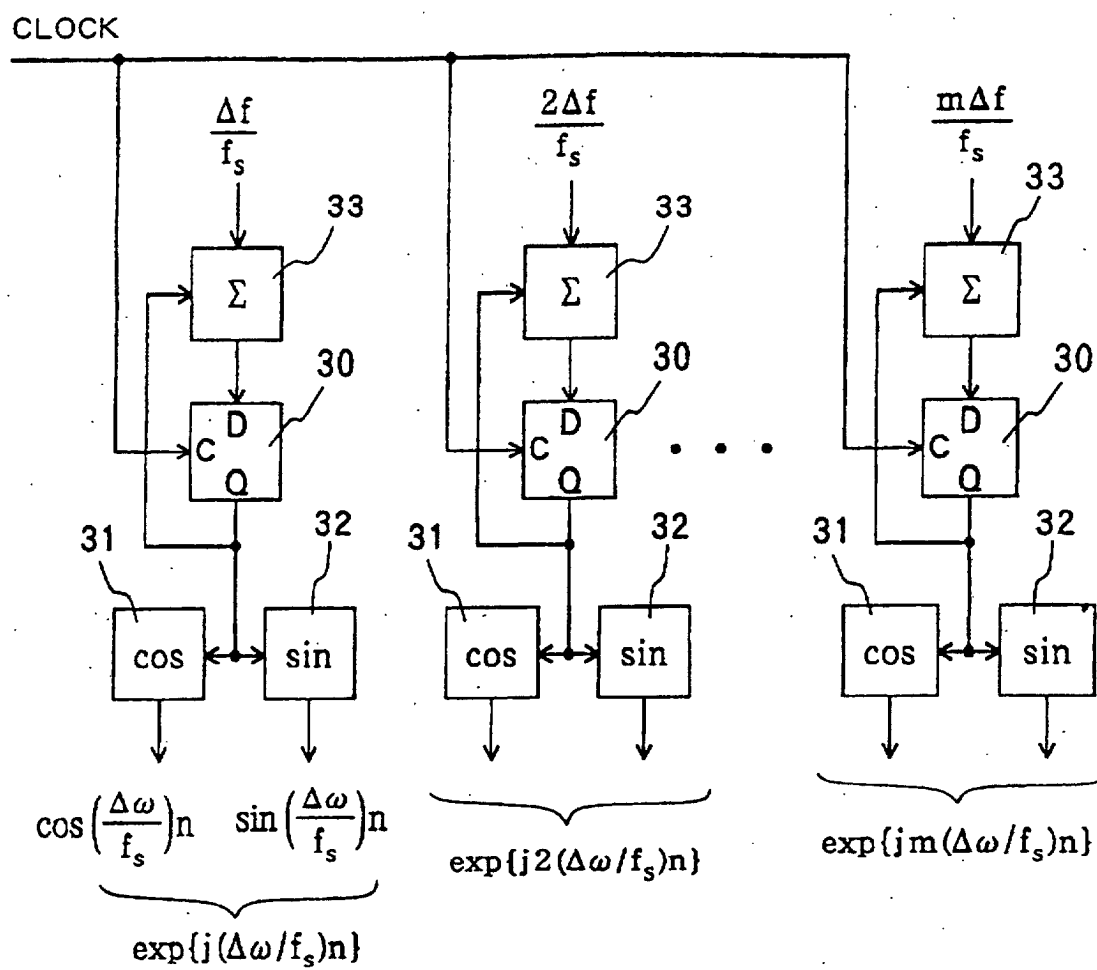 CLOCK
Δf/f_s
2Δf/f_s
mΔf/f_s
33
33
33
Σ
Σ
Σ
30
30
30
D
C
Q
D
C
Q
• • •
D
C
Q
31
32
31
32
31
32
cos
sin
cos
sin
cos
sin
cos(Δω/f_s)n
sin(Δω/f_s)n
exp{j2(Δω/f_s)n}
exp{jm(Δω/f_s)n}
exp{j(Δω/f_s)n}